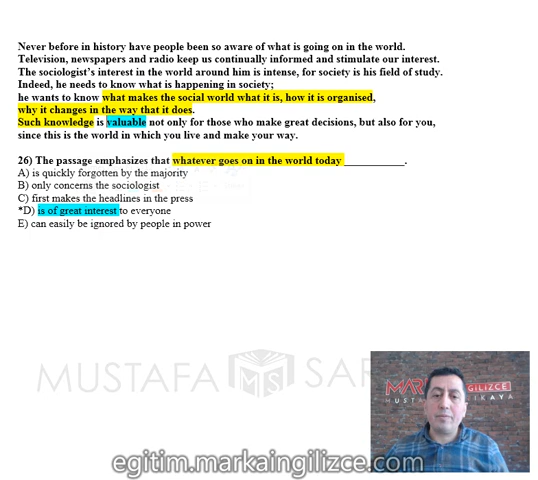 Never before in history have people been so aware of what is going on in the world.
Television, newspapers and radio keep us continually informed and stimulate our interest.
The sociologist's interest in the world around him is intense, for society is his field of study.
Indeed, he needs to know what is happening in society;
he wants to know what makes the social world what it is, how it is organised,
why it changes in the way that it does.
Such knowledge is valuable not only for those who make great decisions, but also for you,
since this is the world in which you live and make your way.
26) The passage emphasizes that whatever goes on in the world today ____________.
A) is quickly forgotten by the majority
B) only concerns the sociologist
C) first makes the headlines in the press
*D) is of great interest to everyone
E) can easily be ignored by people in power
MUSTAFA MS
egitim.markaingilizce.com